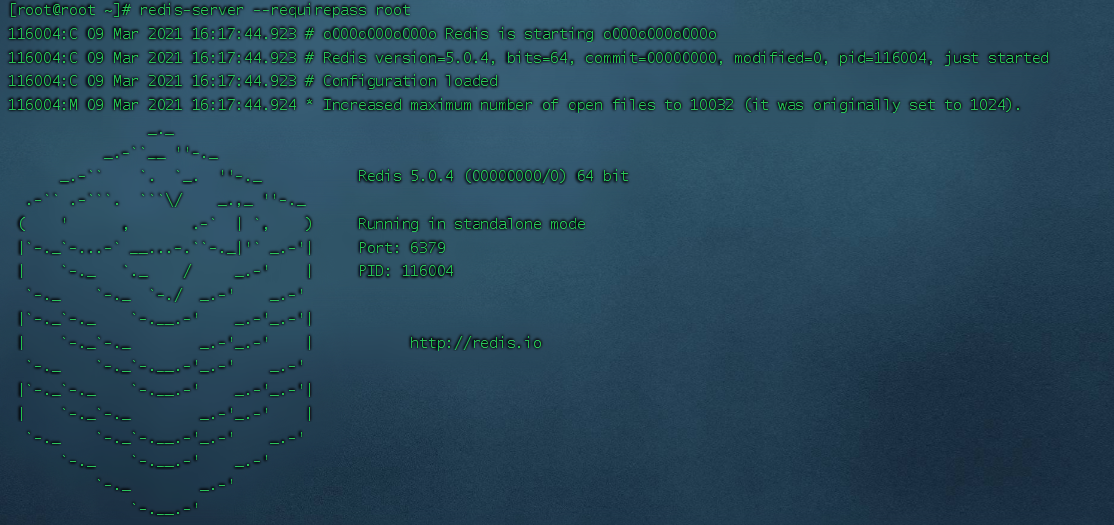 [root@root ~]# redis-server --requirepass root
116004:C 09 Mar 2021 16:17:44.923 # oO0OoO0OoO0Oo Redis is starting oO0OoO0OoO0Oo
116004:C 09 Mar 2021 16:17:44.923 # Redis version=5.0.4, bits=64, commit=00000000, modified=0, pid=116004, just started
116004:C 09 Mar 2021 16:17:44.923 # Configuration loaded
116004:M 09 Mar 2021 16:17:44.924 * Increased maximum number of open files to 10032 (it was originally set to 1024).
Redis 5.0.4 (00000000/0) 64 bit
Running in standalone mode
Port: 6379
PID: 116004
http://redis.io